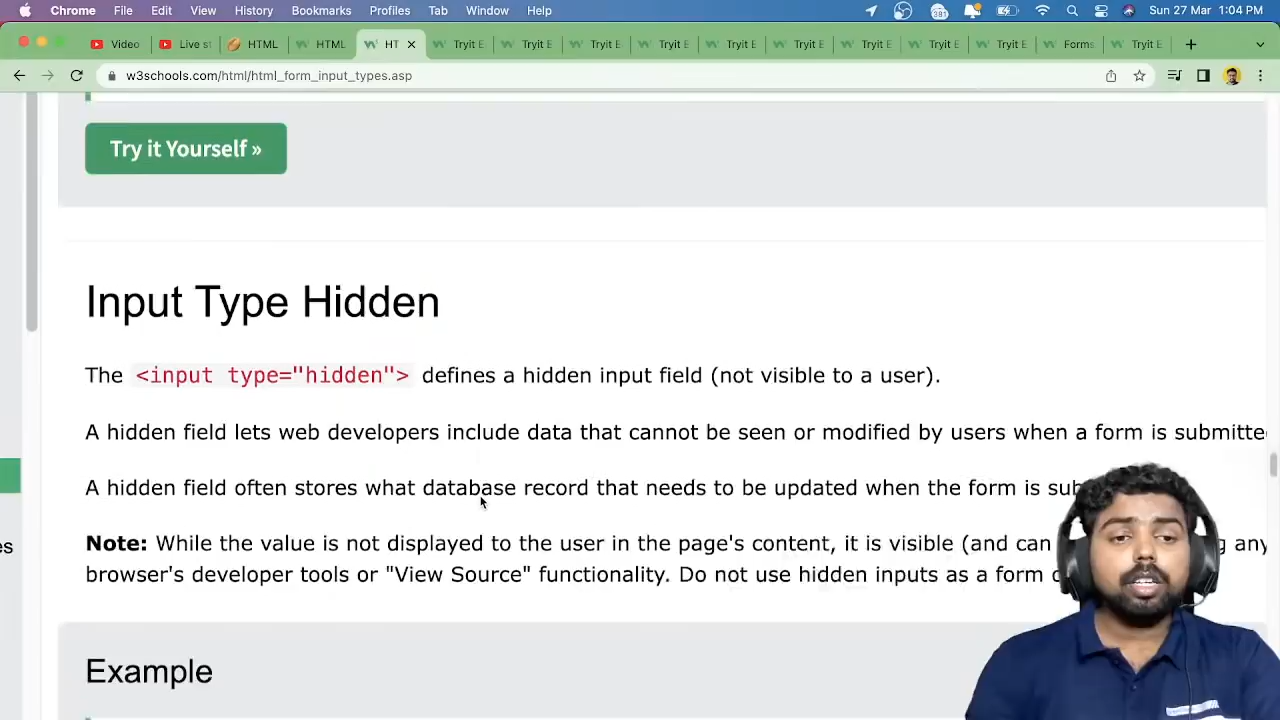 Chrome File Edit View History Bookmarks Profiles Tab Window Help 381 Sun 27 Mar 1:04 PM
Video Live st HTML HTML HT Tryit E Tryit E Tryit E Tryit E Tryit E Tryit E Tryit E Tryit E Tryit E Forms Tryit E
w3schools.com/html/html_form_input_types.asp
Try it Yourself »
Input Type Hidden
The <input type="hidden"> defines a hidden input field (not visible to a user).
A hidden field lets web developers include data that cannot be seen or modified by users when a form is submitte
A hidden field often stores what database record that needs to be updated when the form is sub
Note: While the value is not displayed to the user in the page's content, it is visible (and can g any
es
browser's developer tools or "View Source" functionality. Do not use hidden inputs as a form
Example